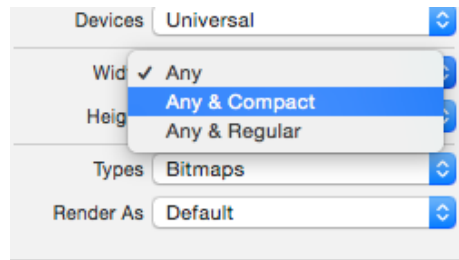 Devices Universal
Wid ✓ Any
Any & Compact
Heig
Any & Regular
Types Bitmaps
Render As Default